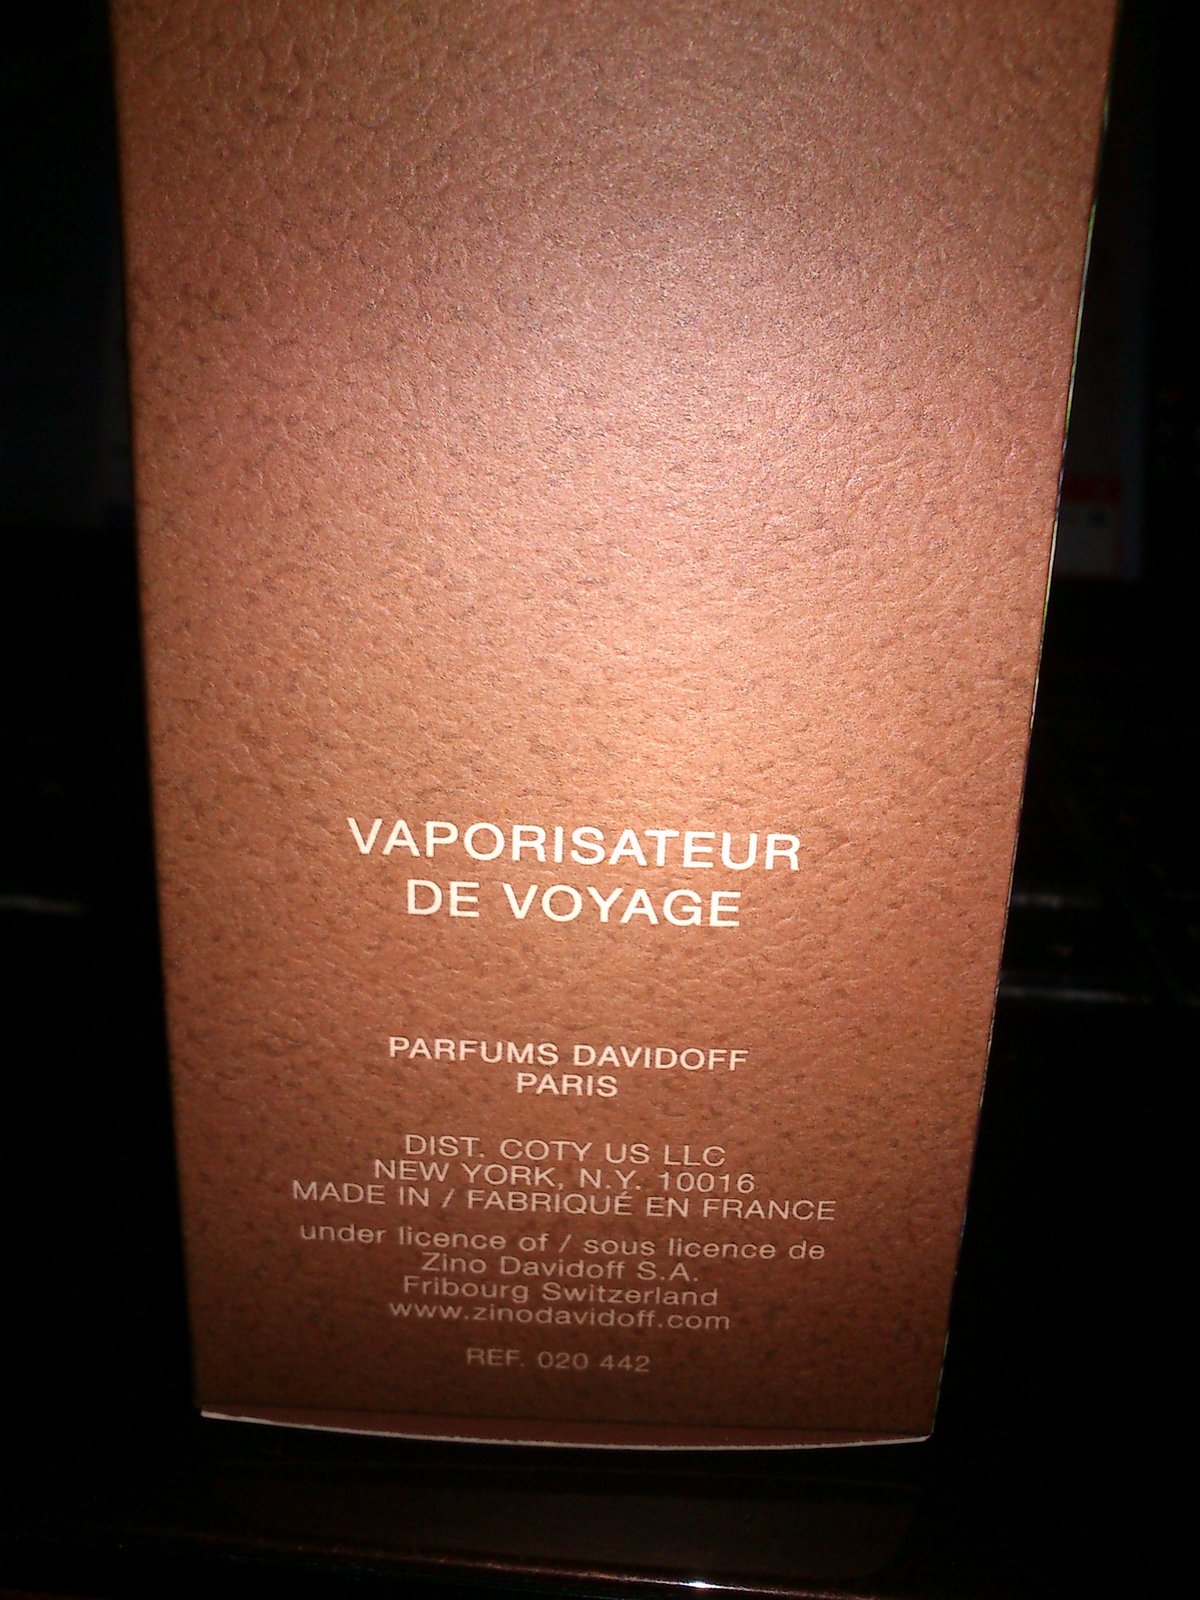 VAPORISATEUR
DE VOYAGE
PARFUMS DAVIDOFF
PARIS
DIST. COTY US LLC
NEW YORK, N.Y. 10016
MADE IN / FABRIQUÉ EN FRANCE
under licence of / sous licence de
Zino Davidoff S.A.
Fribourg Switzerland
www.zinodavidoff.com
REF. 020 442